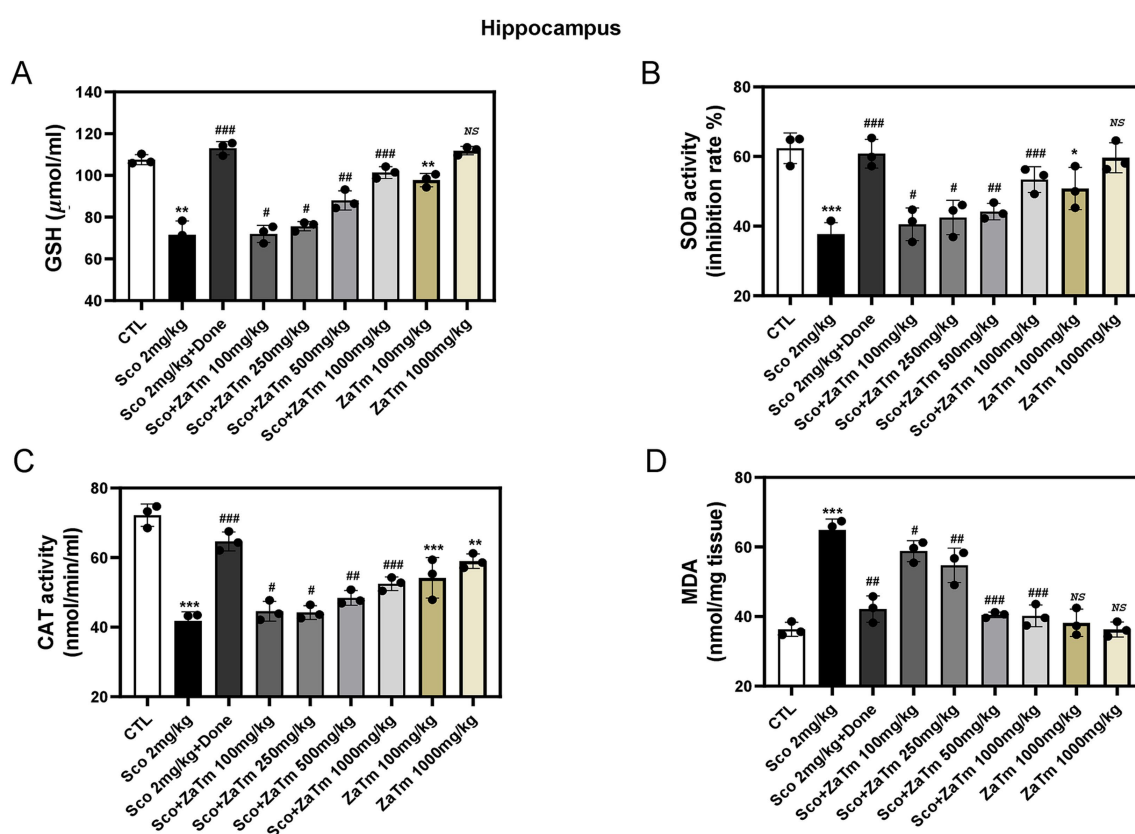 Hippocampus
A
GSH (µmol/ml)
140
120
100
80
60
40
**
###
#
#
##
###
**
NS
CTL
Sco 2mg/kg
Sco 2mg/kg+Done
Sco+ZaTm 100mg/kg
Sco+ZaTm 250mg/kg
Sco+ZaTm 500mg/kg
Sco+ZaTm 1000mg/kg
ZaTm 100mg/kg
ZaTm 1000mg/kg
B
SOD activity
(inhibition rate %)
80
60
40
20
***
###
#
#
##
###
*
NS
CTL
Sco 2mg/kg
Sco 2mg/kg+Done
Sco+ZaTm 100mg/kg
Sco+ZaTm 250mg/kg
Sco+ZaTm 500mg/kg
Sco+ZaTm 1000mg/kg
ZaTm 1000mg/kg
ZaTm 1000mg/kg
C
CAT activity
(nmol/min/ml)
80
60
40
20
***
###
#
#
##
###
***
**
CTL
Sco 2mg/kg
Sco 2mg/kg+Done
Sco+ZaTm 100mg/kg
Sco+ZaTm 250mg/kg
Sco+ZaTm 500mg/kg
Sco+ZaTm 1000mg/kg
ZaTm 100mg/kg
ZaTm 1000mg/kg
D
MDA
(nmol/mg tissue)
80
60
40
20
***
##
#
##
###
###
NS
NS
CTL
Sco 2mg/kg
Sco 2mg/kg+Done
Sco+ZaTm 100mg/kg
Sco+ZaTm 250mg/kg
Sco+ZaTm 500mg/kg
Sco+ZaTm 1000mg/kg
ZaTm 1000mg/kg
ZaTm 1000mg/kg